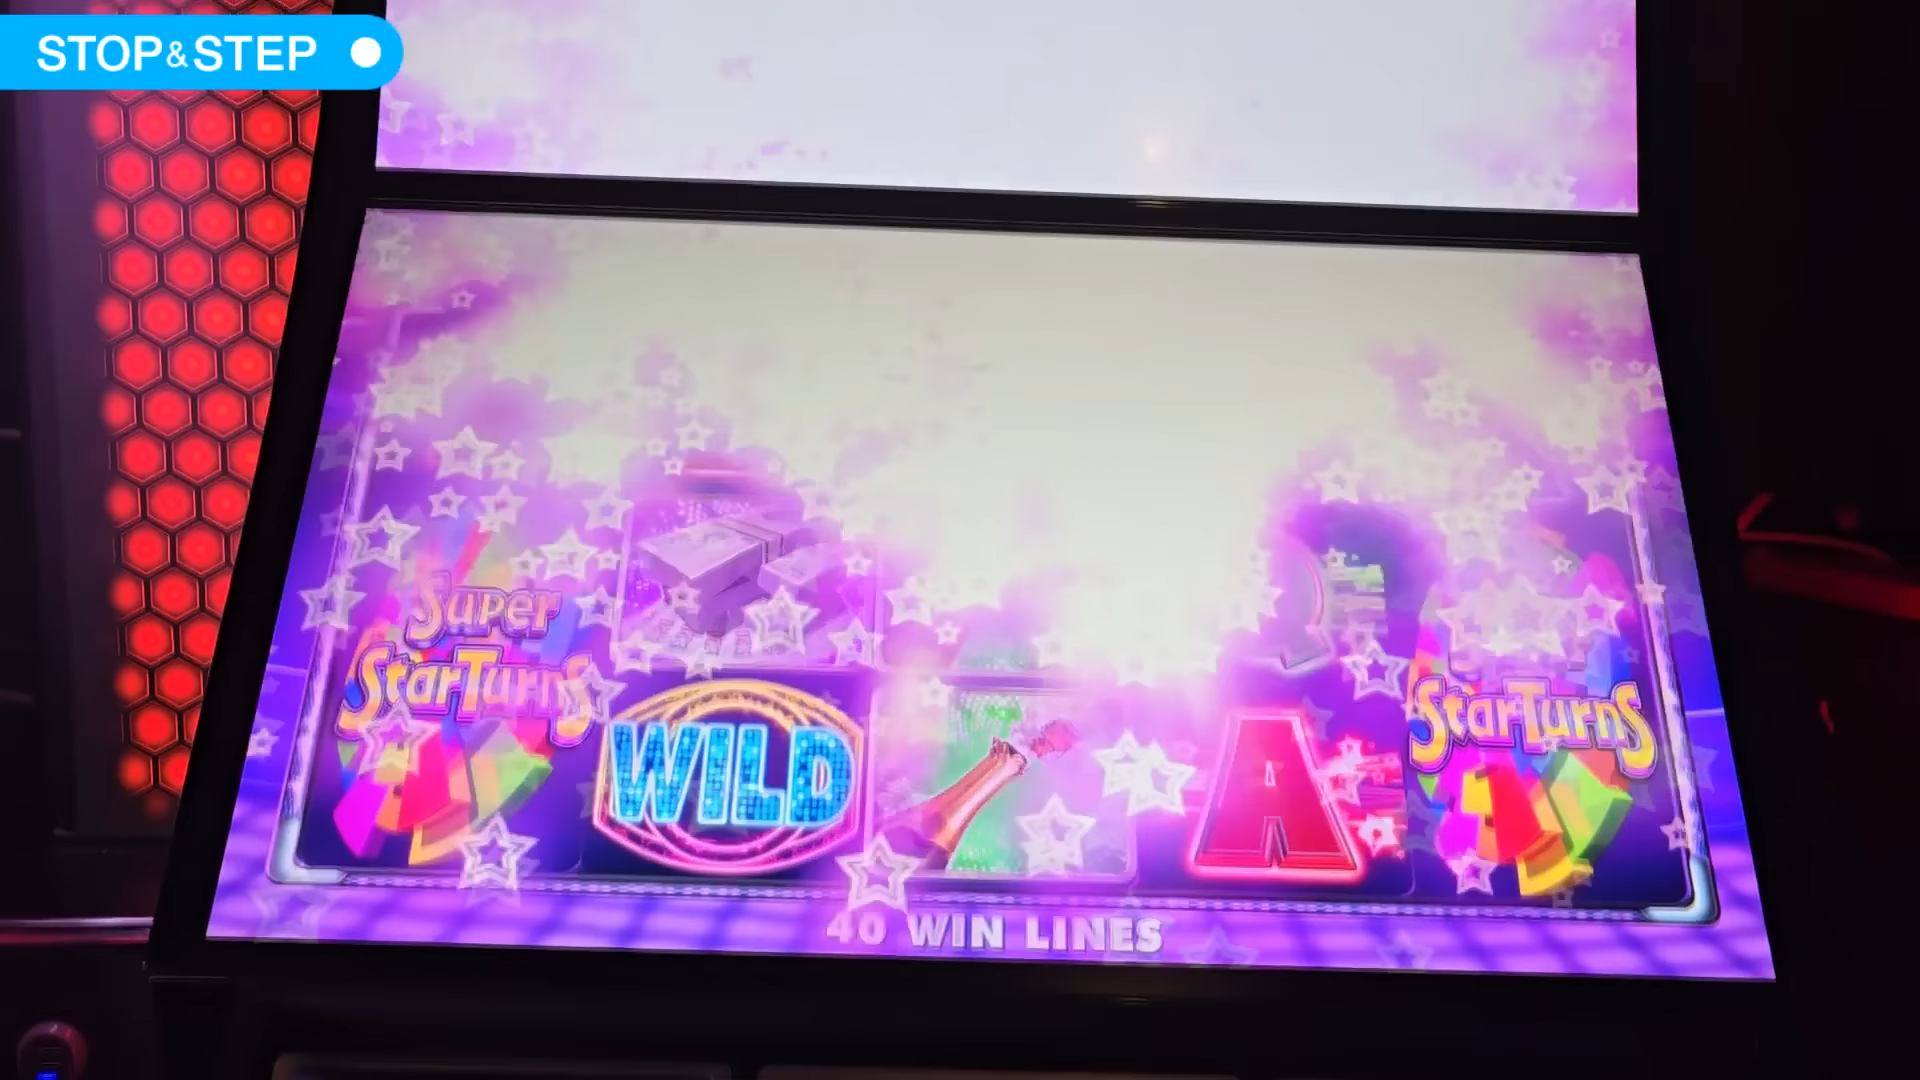 STOP&STEP
SUPER
STARTURNS
WILD
A
STARTURNS
40 WIN LINES